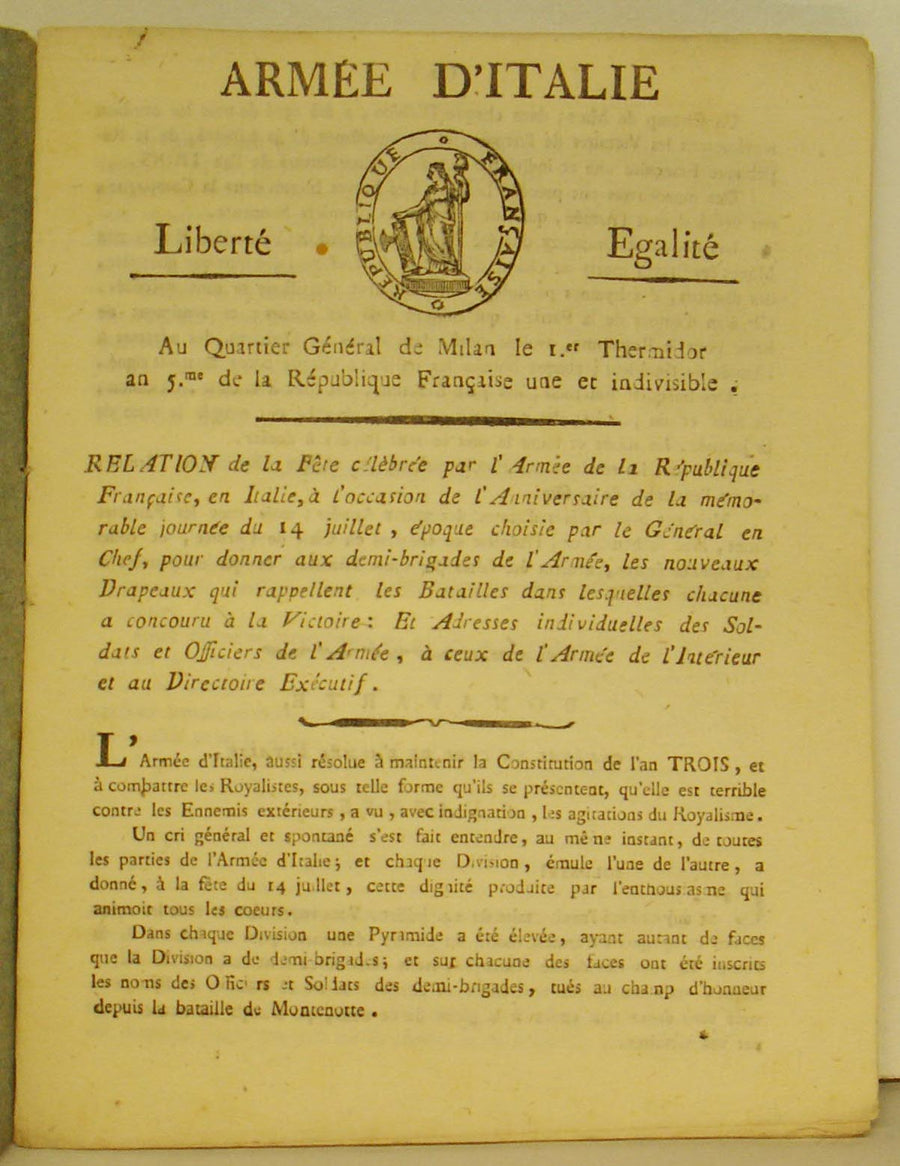 ARMÉE D'ITALIE
RÉPUBLIQUE FRANÇAISE
Liberté
Egalité
Au Quartier Général de Milan le 1.er Thermidor
an 5.me de la République Française une et indivisible .
RELATION de la Fête célèbrée par l'Armée de la République
Française, en Italie, à l'occasion de l'Anniversaire de la mémo-
rable journée du 14 juillet , époque choisie par le Général en
Chef, pour donner aux demi-brigades de l'Armée, les nouveaux
Drapeaux qui rappellent les Batailles dans lesquelles chacune
a concouru à la Victoire : Et Adresses individuelles des Sol-
dats et Officiers de l'Armée , à ceux de l'Armée de l'Intérieur
et au Directoire Exécutif .
L'Armée d'Italie, aussi résolue à maintenir la Constitution de l'an TROIS , et
à combattre les Royalistes, sous telle forme qu'ils se présentent, qu'elle est terrible
contre les Ennemis extérieurs , a vu , avec indignation , les agitations du Royalisme .
Un cri général et spontané s'est fait entendre, au même instant, de toutes
les parties de l'Armée d'Italie ; et chaque Division , émule l'une de l'autre , a
donné , à la fête du 14 juillet , cette dignité produite par l'enthousiasme qui
animoit tous les coeurs .
Dans chaque Division une Pyramide a été élevée, ayant autant de faces
que la Division a de demi-brigades ; et sur chacune des faces ont été inscrits
les noms des Officiers et Soldats des demi-brigades , tués au champ d'honneur
depuis la bataille de Montenotte .